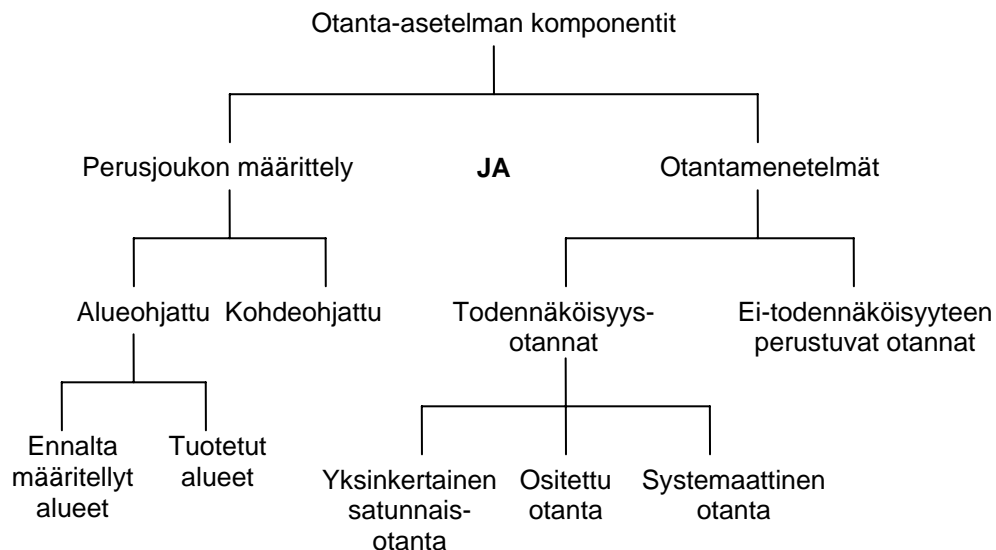 Otanta-asetelman komponentit
Perusjoukon määrittely JA Otantamenetelmät
Alueohjattu Kohdeohjattu
Todennäköisyys-
otannat
Ei-todennäköisyyteen
perustuvat otannat
Ennalta
määritellyt
alueet
Tuotetut
alueet
Yksinkertainen
satunnais-
otanta
Ositettu
otanta
Systemaattinen
otanta